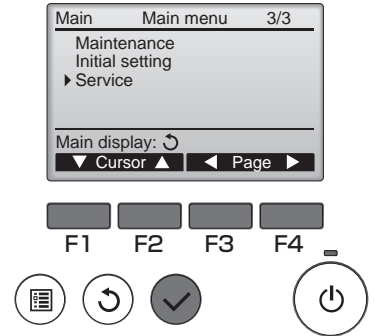 Main Main menu 3/3
Maintenance
Initial setting
Service
Main display:
Cursor Page
F1 F2 F3 F4